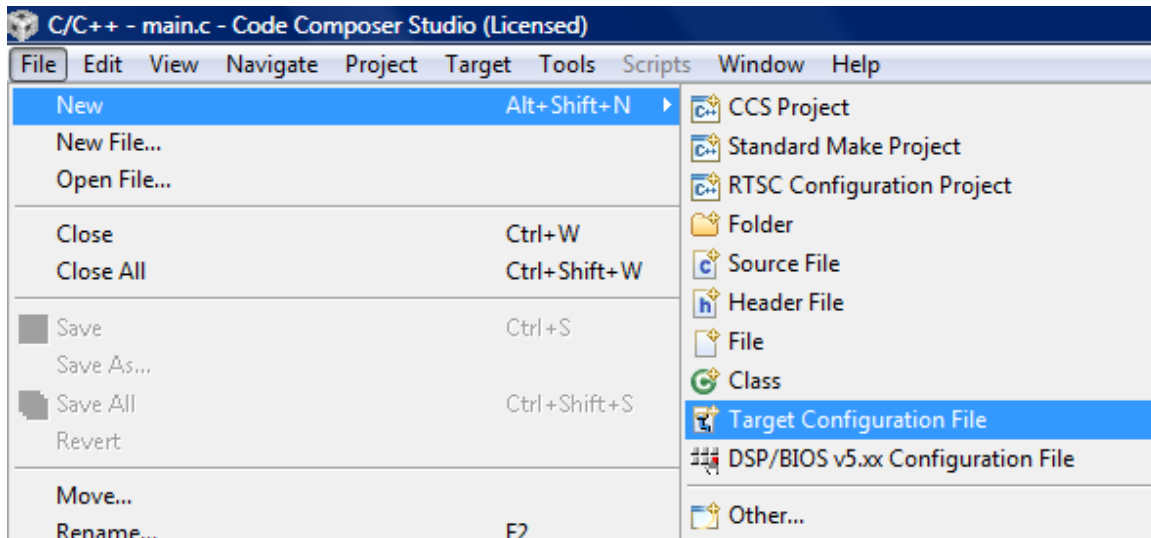 C/C++ - main.c - Code Composer Studio (Licensed)
File Edit View Navigate Project Target Tools Scripts Window Help
New Alt+Shift+N
New File...
Open File...
Close Ctrl+W
Close All Ctrl+Shift+W
Save Ctrl+S
Save As...
Save All Ctrl+Shift+S
Revert
Move...
Rename... F2
CCS Project
Standard Make Project
RTSC Configuration Project
Folder
Source File
Header File
File
Class
Target Configuration File
DSP/BIOS v5.xx Configuration File
Other...